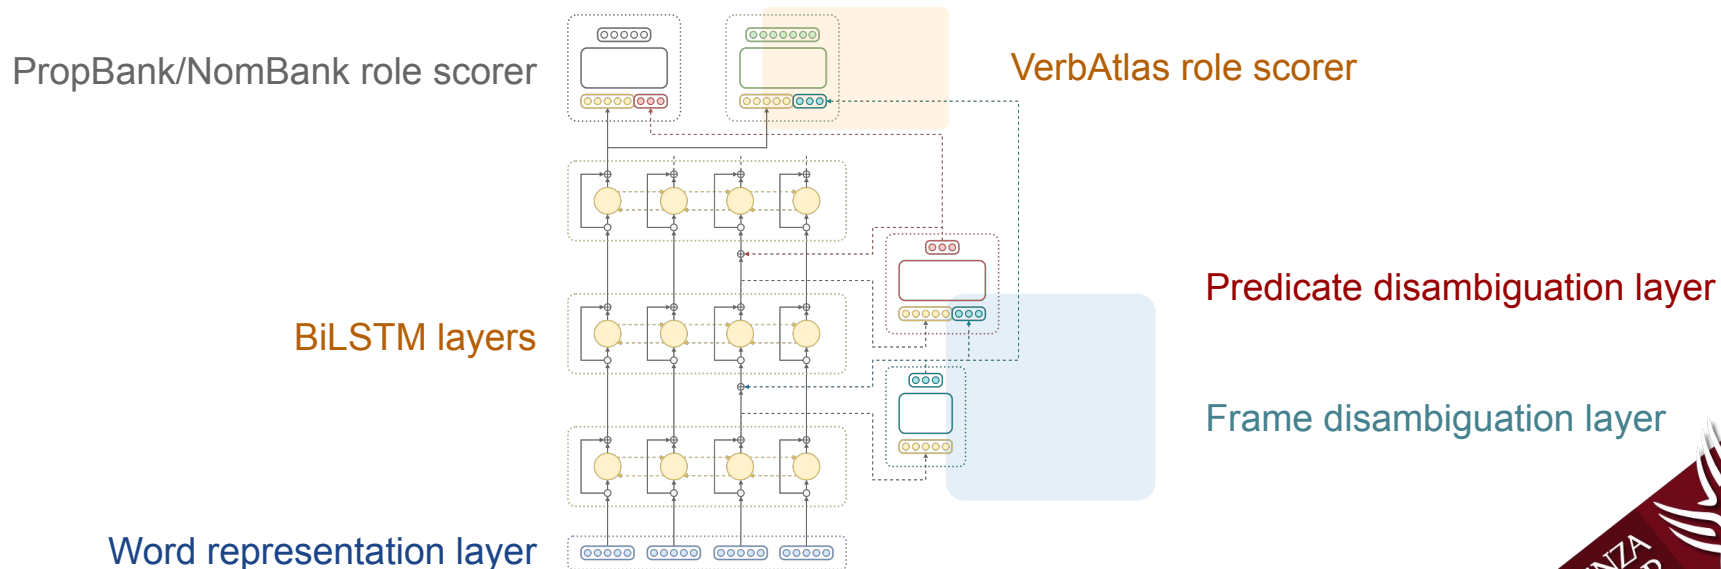 PropBank/NomBank role scorer
VerbAtlas role scorer
Predicate disambiguation layer
BiLSTM layers
Frame disambiguation layer
Word representation layer